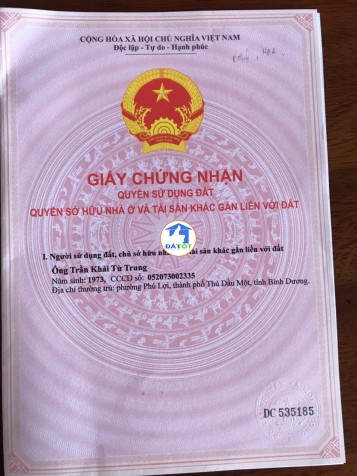 CỘNG HÒA XÃ HỘI CHỦ NGHĨA VIỆT NAM
Độc lập - Tự do - Hạnh phúc
GIẤY CHỨNG NHẬN
QUYỀN SỬ DỤNG ĐẤT
QUYỀN SỞ HỮU NHÀ Ở VÀ TÀI SẢN KHÁC GẮN LIỀN VỚI ĐẤT
ĐẤTỐT
I. Người sử dụng đất, chủ sở hữu tài sản khác gắn liền với đất
Ông Trần Khải Từ Trung
Năm sinh: 1973, CCCD số: 052073002335
Địa chỉ thường trú: phường Phú Lợi, thành phố Thủ Dầu Một, tỉnh Bình Dương.
DC 535185